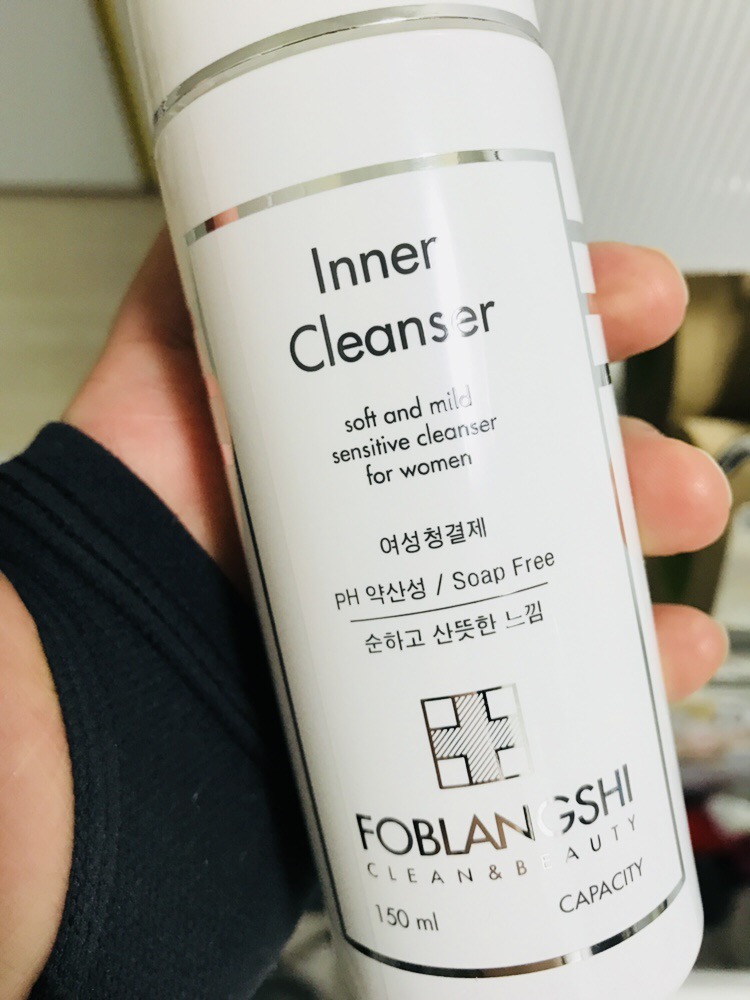 Inner
Cleanser
soft and mild
sensitive cleanser
for women
여성청결제
pH 약산성 / Soap Free
순하고 산뜻한 느낌
FOBLANGSHI
CLEAN&BEAUTY
150 ml
CAPACITY